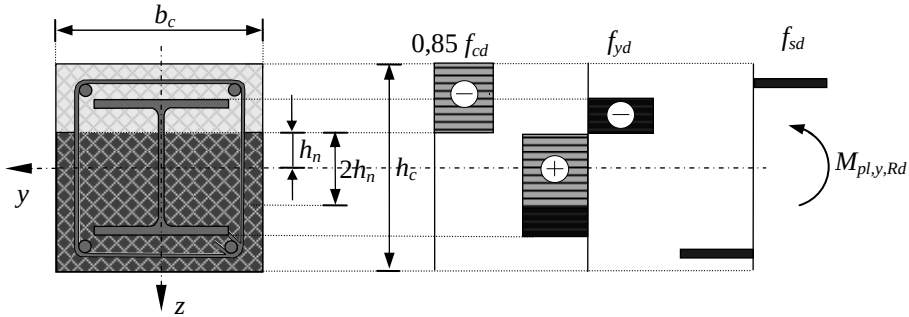 b_c
0,85 f_cd
f_yd
f_sd
−
−
h_n
2h_n
h_c
+
M_pl,y,Rd
y
z